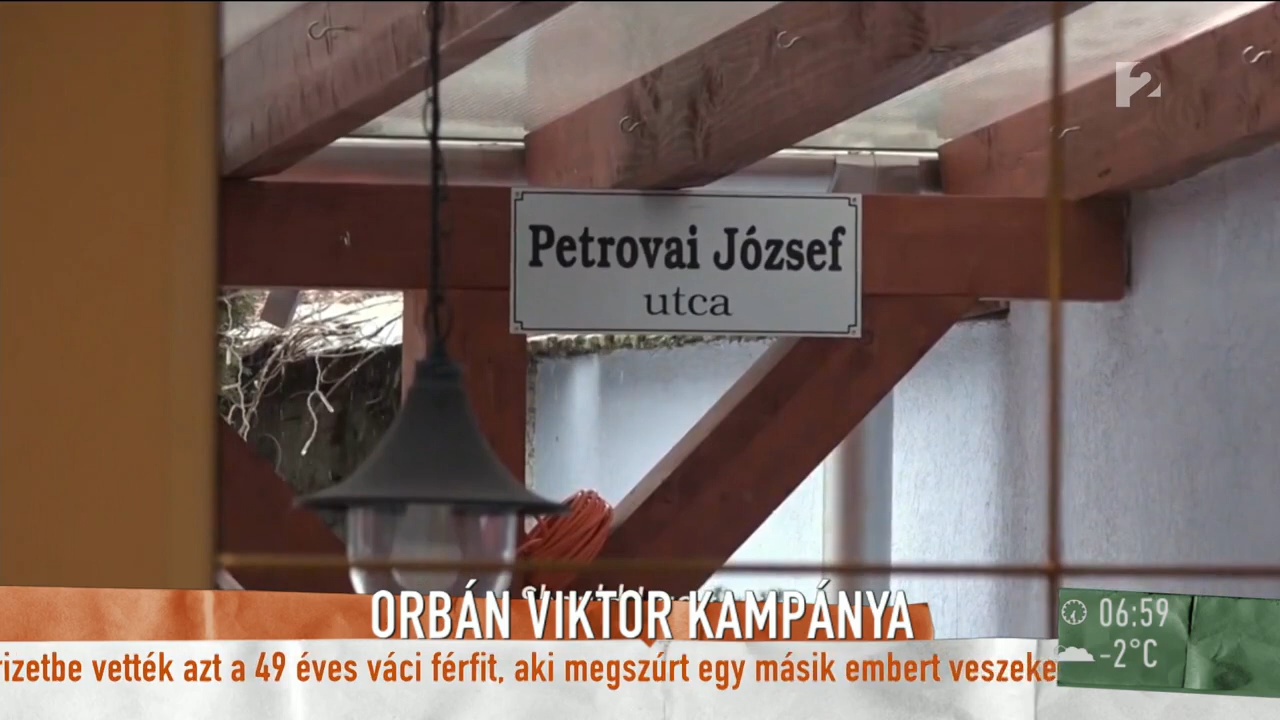 2
Petrovai József
utca
ORBÁN VIKTOR KAMPÁNYA
06:59
rizetbe vették azt a 49 éves váci férfit, aki megszúrt egy másik embert veszeke
-2°C